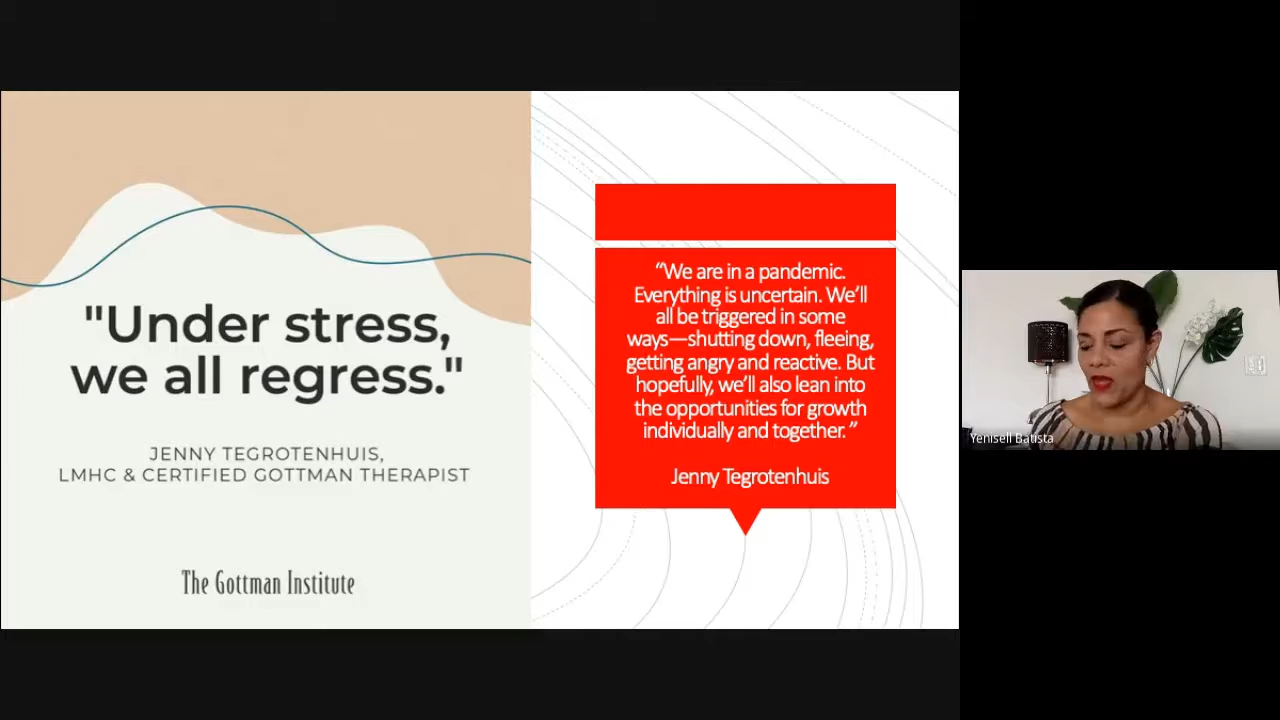 "Under stress,
we all regress."
JENNY TEGROTENHUIS,
LMHC & CERTIFIED GOTTMAN THERAPIST
The Gottman Institute
“We are in a pandemic.
Everything is uncertain. We’ll
all be triggered in some
ways—shutting down, fleeing,
getting angry and reactive. But
hopefully, we’ll also lean into
the opportunities for growth
individually and together.”
Jenny Tegrotenhuis
Yenisell Batista